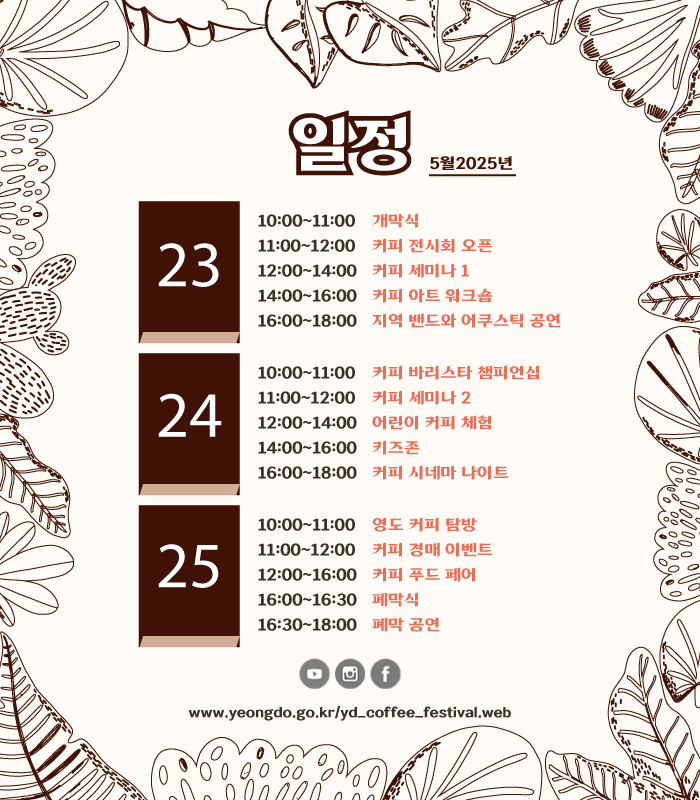 일정 5월2025년
23
10:00~11:00 개막식
11:00~12:00 커피 전시회 오픈
12:00~14:00 커피 세미나 1
14:00~16:00 커피 아트 워크숍
16:00~18:00 지역 밴드와 어쿠스틱 공연
24
10:00~11:00 커피 바리스타 챔피언십
11:00~12:00 커피 세미나 2
12:00~14:00 어린이 커피 체험
14:00~16:00 키즈존
16:00~18:00 커피 시네마 나이트
25
10:00~11:00 영도 커피 탐방
11:00~12:00 커피 경매 이벤트
12:00~16:00 커피 푸드 페어
16:00~16:30 폐막식
16:30~18:00 폐막 공연
www.yeongdo.go.kr/yd_coffee_festival.web